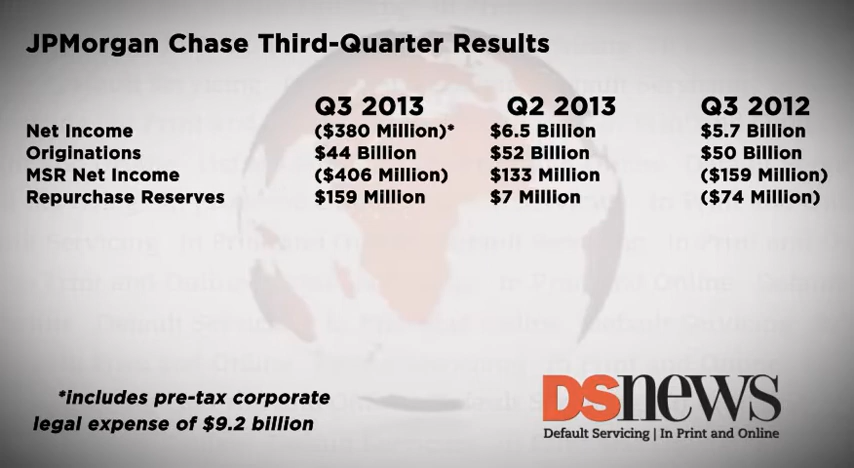 JPMorgan Chase Third-Quarter Results
Q3 2013 Q2 2013 Q3 2012
Net Income ($380 Million)* $6.5 Billion $5.7 Billion
Originations $44 Billion $52 Billion $50 Billion
MSR Net Income ($406 Million) $133 Million ($159 Million)
Repurchase Reserves $159 Million $7 Million ($74 Million)
*includes pre-tax corporate
legal expense of $9.2 billion
DSnews
Default Servicing | In Print and Online